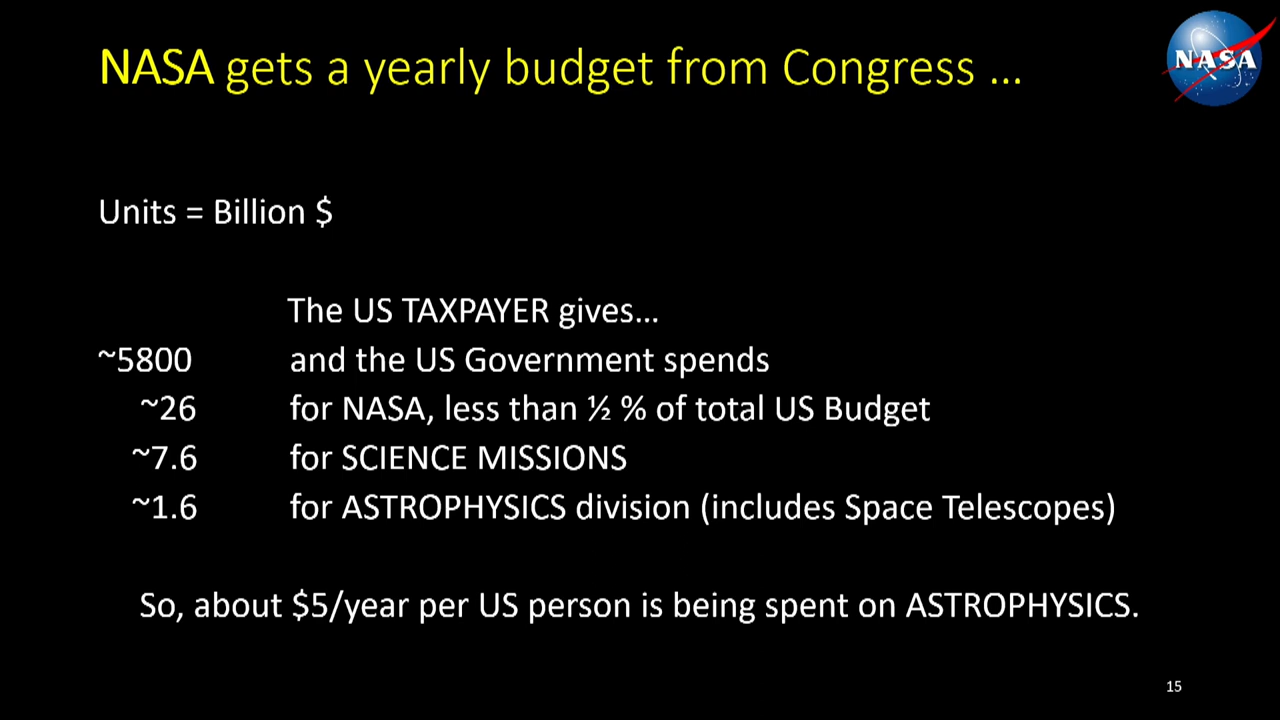 NASA gets a yearly budget from Congress ...
NASA
Units = Billion $
The US TAXPAYER gives...
~5800 and the US Government spends
~26 for NASA, less than ½ % of total US Budget
~7.6 for SCIENCE MISSIONS
~1.6 for ASTROPHYSICS division (includes Space Telescopes)
So, about $5/year per US person is being spent on ASTROPHYSICS.
15